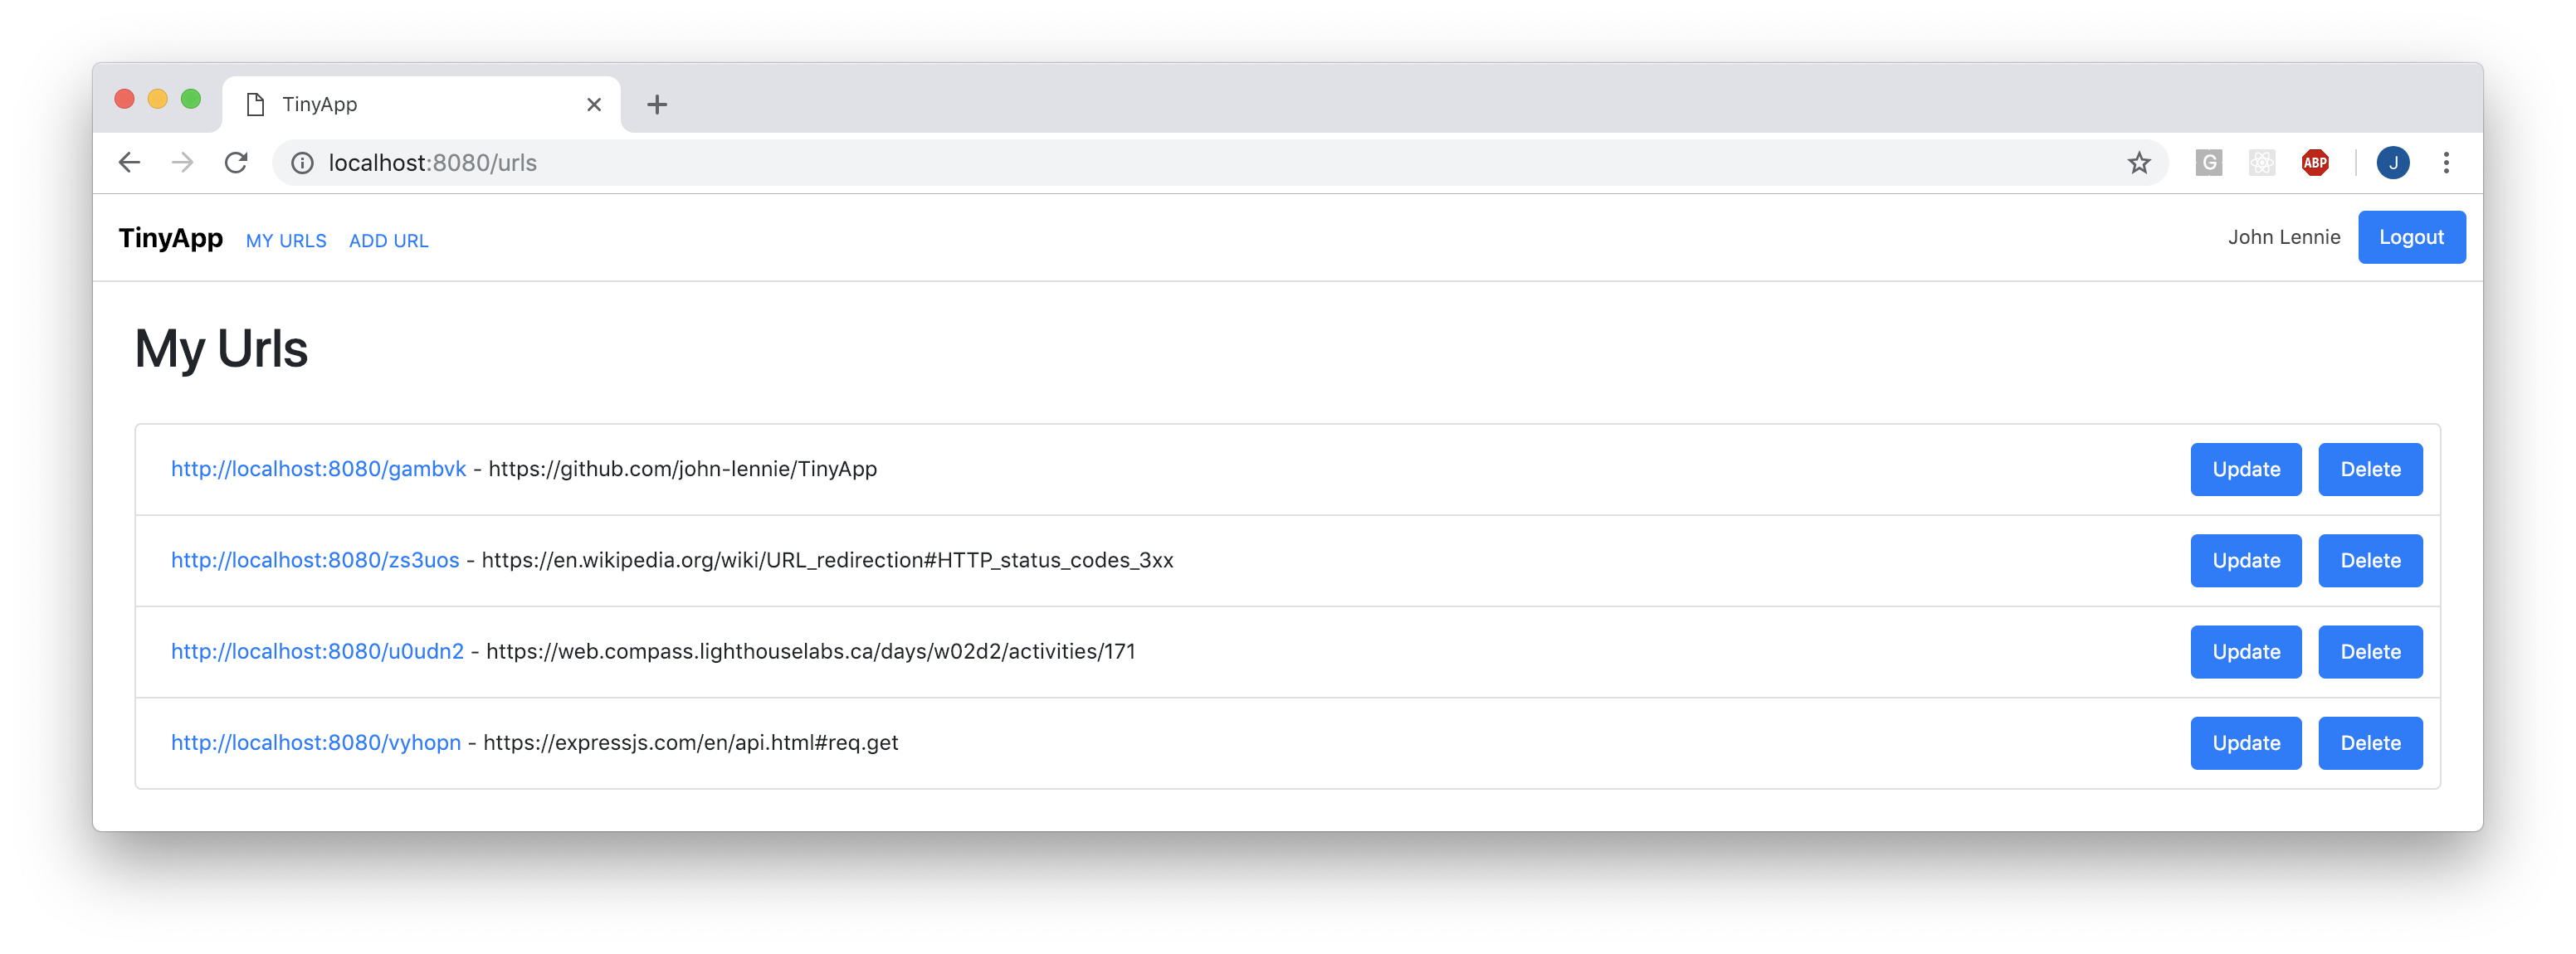 TinyApp
localhost:8080/urls
G
ABP
J
TinyApp MY URLS ADD URL John Lennie Logout
My Urls
http://localhost:8080/gambvk - https://github.com/john-lennie/TinyApp Update Delete
http://localhost:8080/zs3uos - https://en.wikipedia.org/wiki/URL_redirection#HTTP_status_codes_3xx Update Delete
http://localhost:8080/u0udn2 - https://web.compass.lighthouselabs.ca/days/w02d2/activities/171 Update Delete
http://localhost:8080/vyhopn - https://expressjs.com/en/api.html#req.get Update Delete